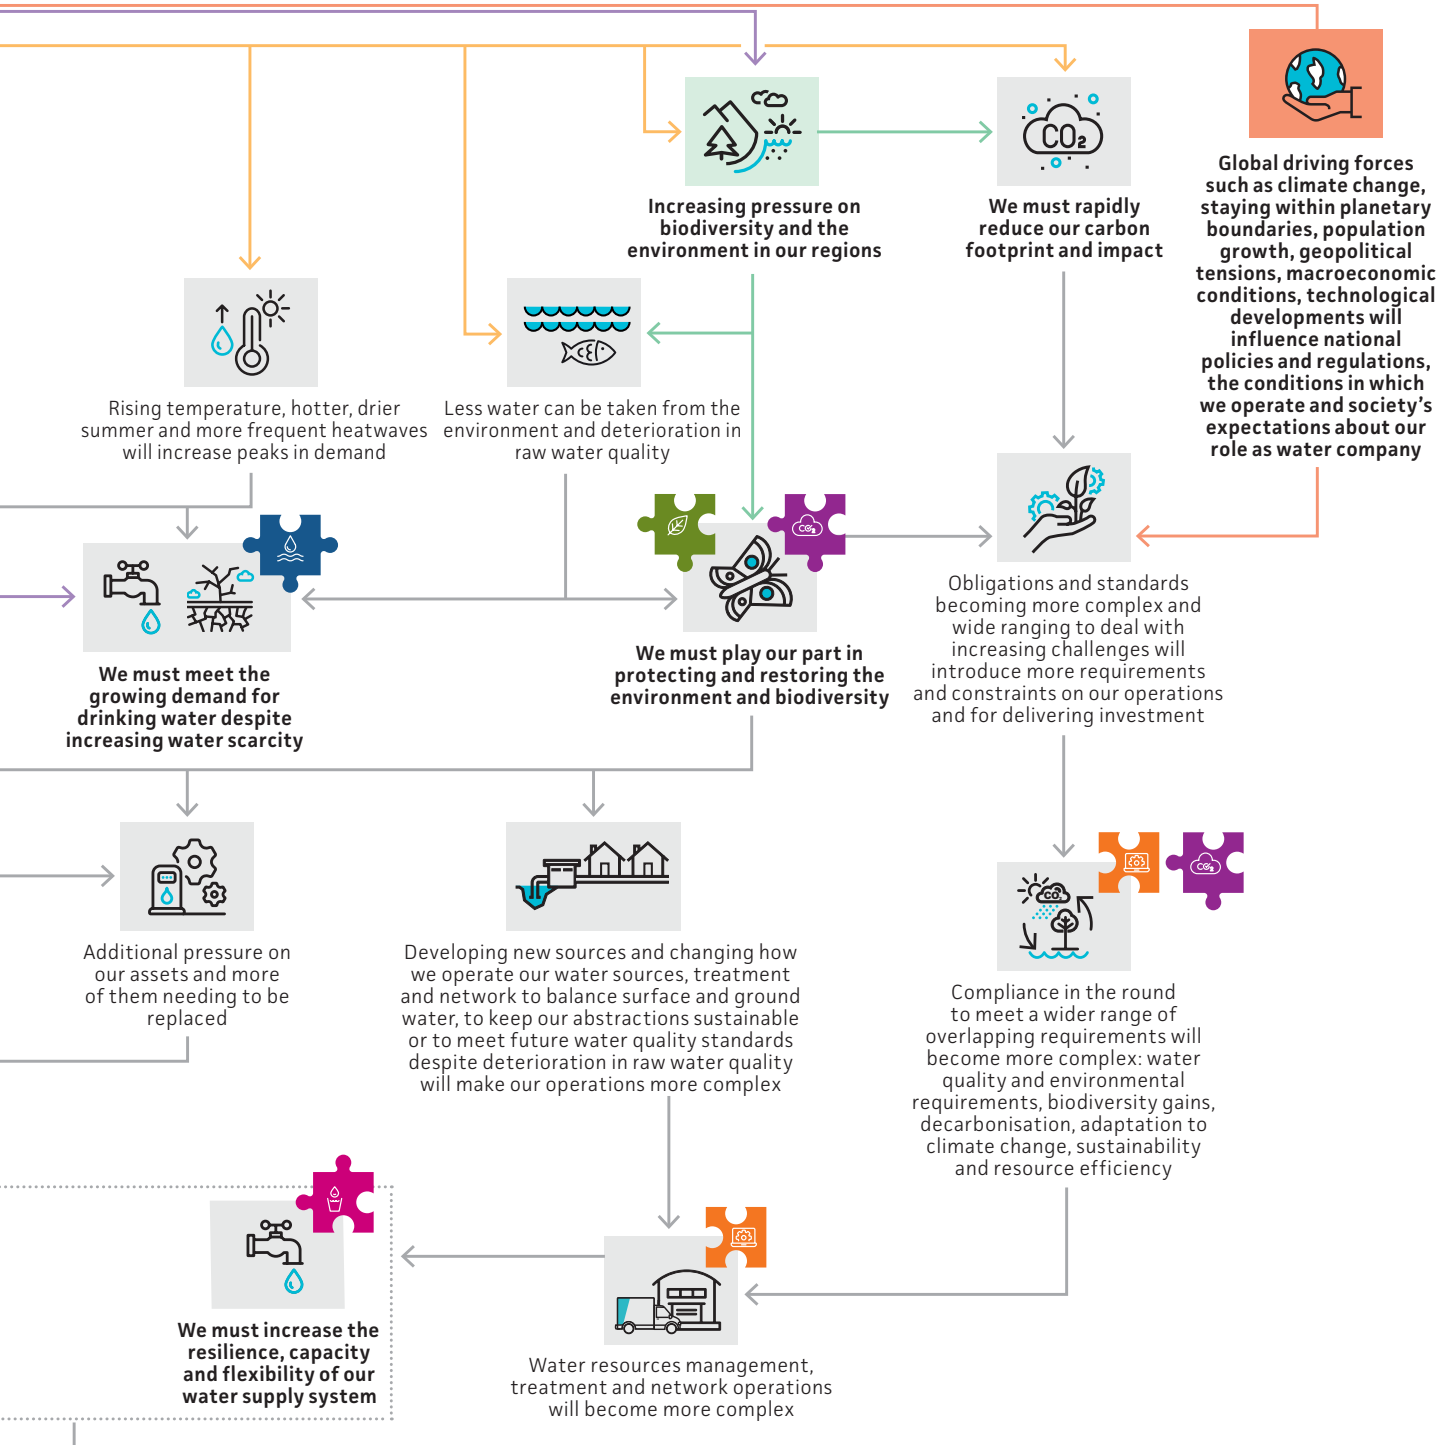 Increasing pressure on
biodiversity and the
environment in our regions
CO2
We must rapidly
reduce our carbon
footprint and impact
Global driving forces
such as climate change,
staying within planetary
boundaries, population
growth, geopolitical
tensions, macroeconomic
conditions, technological
developments will
influence national
policies and regulations,
the conditions in which
we operate and society’s
expectations about our
role as water company
Rising temperature, hotter, drier
summer and more frequent heatwaves
will increase peaks in demand
Less water can be taken from the
environment and deterioration in
raw water quality
We must meet the
growing demand for
drinking water despite
increasing water scarcity
CO2
We must play our part in
protecting and restoring the
environment and biodiversity
Obligations and standards
becoming more complex and
wide ranging to deal with
increasing challenges will
introduce more requirements
and constraints on our operations
and for delivering investment
Additional pressure on
our assets and more
of them needing to be
replaced
Developing new sources and changing how
we operate our water sources, treatment
and network to balance surface and ground
water, to keep our abstractions sustainable
or to meet future water quality standards
despite deterioration in raw water quality
will make our operations more complex
CO2
CO2
Compliance in the round
to meet a wider range of
overlapping requirements will
become more complex: water
quality and environmental
requirements, biodiversity gains,
decarbonisation, adaptation to
climate change, sustainability
and resource efficiency
We must increase the
resilience, capacity
and flexibility of our
water supply system
Water resources management,
treatment and network operations
will become more complex